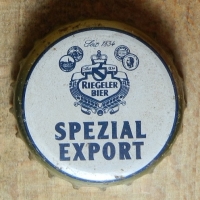 Seit 1834
RIEGELER
BIER
SPEZIAL
EXPORT